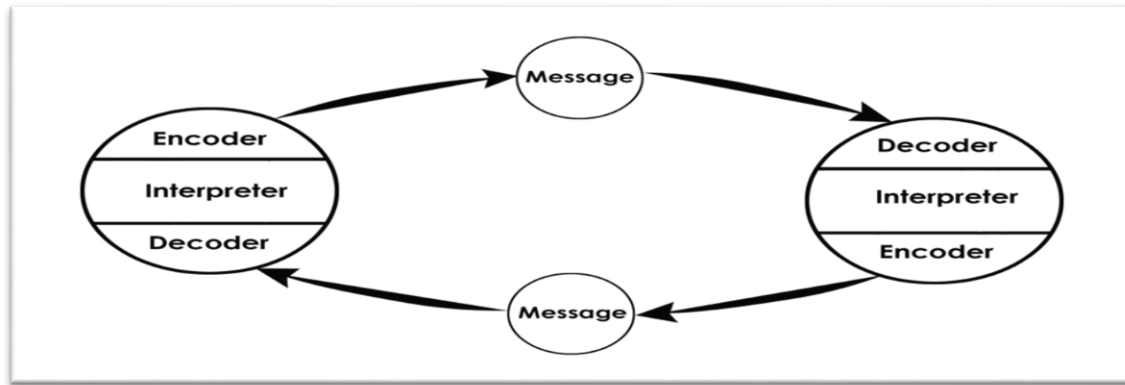 Message
Encoder
Interpreter
Decoder
Decoder
Interpreter
Encoder
Message